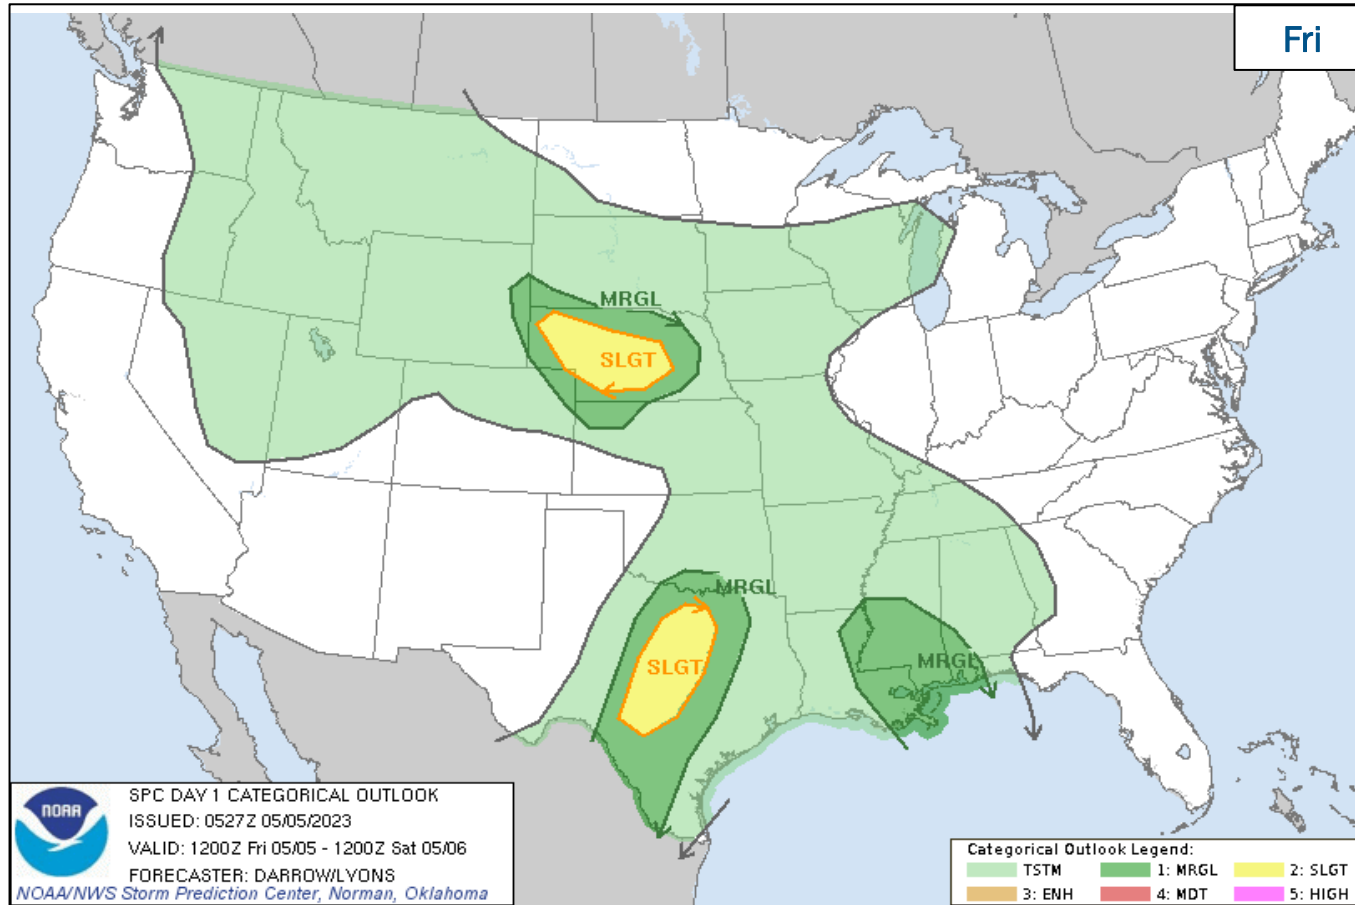 Fri
MRGL
SLGT
MRGL
SLGT
MRGL
NOAA
SPC DAY 1 CATEGORICAL OUTLOOK
ISSUED: 0527Z 05/05/2023
VALID: 1200Z Fri 05/05 - 1200Z Sat 05/06
FORECASTER: DARROW/LYONS
NOAA/NWS Storm Prediction Center, Norman, Oklahoma
Categorical Outlook Legend:
TSTM 1: MRGL 2: SLGT
3: ENH 4: MDT 5: HIGH